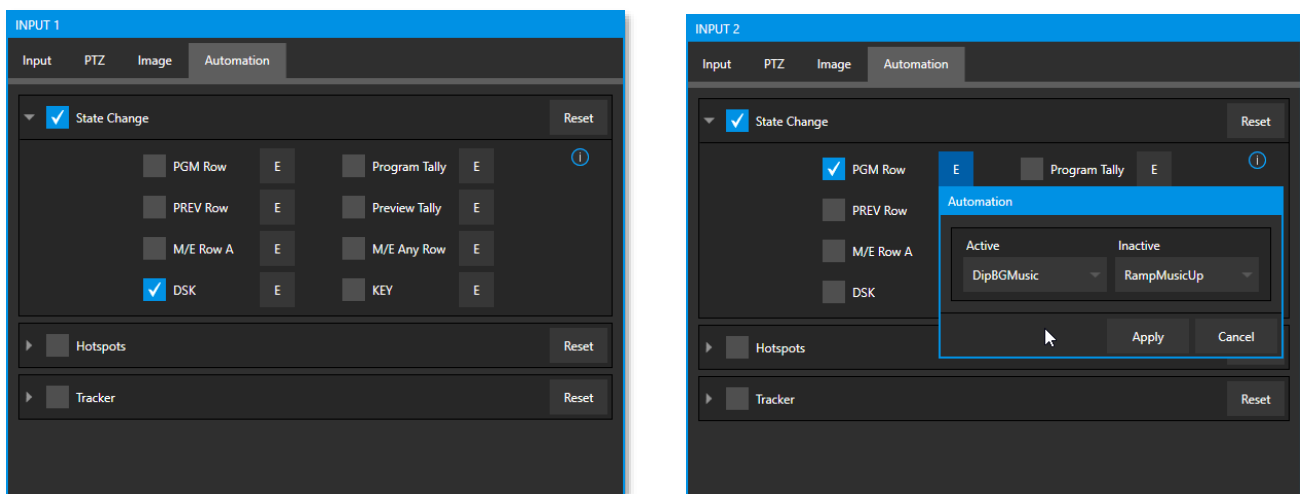 INPUT 1
Input PTZ Image Automation
State Change Reset
PGM Row E Program Tally E
PREV Row E Preview Tally E
M/E Row A E M/E Any Row E
DSK E KEY E
Hotspots Reset
Tracker Reset
INPUT 2
Input PTZ Image Automation
State Change Reset
PGM Row E Program Tally E
PREV Row
M/E Row A
DSK
Automation
Active Inactive
DipBGMusic RampMusicUp
Apply Cancel
Hotspots
Tracker Reset